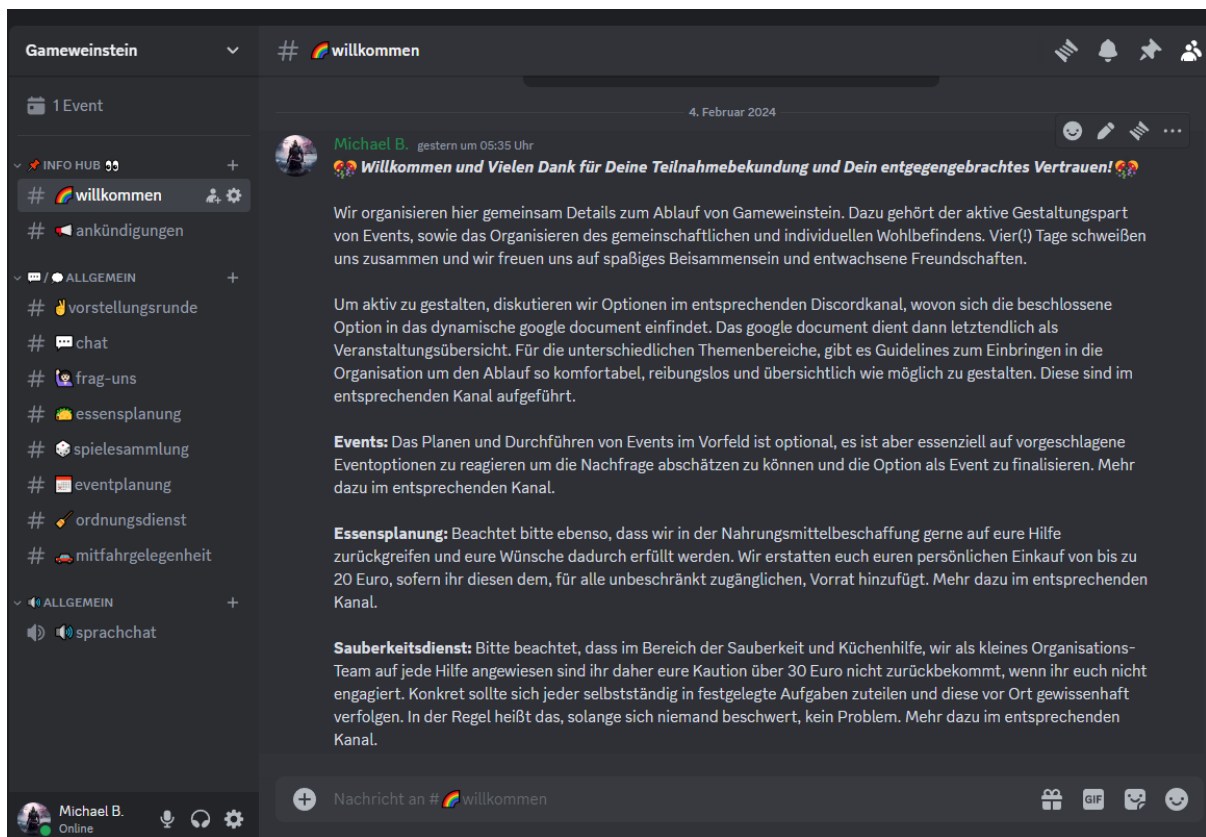 Gameweinstein
1 Event
📌 INFO HUB 👀
# 🌈willkommen
# 📢ankündigungen
💬/💭ALLGEMEIN
# ✌vorstellungsrunde
# 💬chat
# 🙋frag-uns
# 🌮essensplanung
# 🎲spielesammlung
# 📅eventplanung
# 🧹ordnungsdienst
# 🚗mitfahrgelegenheit
🔊ALLGEMEIN
🔊sprachchat
Michael B.
Online
# 🌈willkommen
4. Februar 2024
Michael B. gestern um 05:35 Uhr
🎊Willkommen und Vielen Dank für Deine Teilnahmebekundung und Dein entgegengebrachtes Vertrauen!🎊
Wir organisieren hier gemeinsam Details zum Ablauf von Gameweinstein. Dazu gehört der aktive Gestaltungspart
von Events, sowie das Organisieren des gemeinschaftlichen und individuellen Wohlbefindens. Vier(!) Tage schweißen
uns zusammen und wir freuen uns auf spaßiges Beisammensein und entwachsene Freundschaften.
Um aktiv zu gestalten, diskutieren wir Optionen im entsprechenden Discordkanal, wovon sich die beschlossene
Option in das dynamische google document einfindet. Das google document dient dann letztendlich als
Veranstaltungsübersicht. Für die unterschiedlichen Themenbereiche, gibt es Guidelines zum Einbringen in die
Organisation um den Ablauf so komfortabel, reibungslos und übersichtlich wie möglich zu gestalten. Diese sind im
entsprechenden Kanal aufgeführt.
Events: Das Planen und Durchführen von Events im Vorfeld ist optional, es ist aber essenziell auf vorgeschlagene
Eventoptionen zu reagieren um die Nachfrage abschätzen zu können und die Option als Event zu finalisieren. Mehr
dazu im entsprechenden Kanal.
Essensplanung: Beachtet bitte ebenso, dass wir in der Nahrungsmittelbeschaffung gerne auf eure Hilfe
zurückgreifen und eure Wünsche dadurch erfüllt werden. Wir erstatten euch euren persönlichen Einkauf von bis zu
20 Euro, sofern ihr diesen dem, für alle unbeschränkt zugänglichen, Vorrat hinzufügt. Mehr dazu im entsprechenden
Kanal.
Sauberkeitsdienst: Bitte beachtet, dass im Bereich der Sauberkeit und Küchenhilfe, wir als kleines Organisations-
Team auf jede Hilfe angewiesen sind ihr daher eure Kaution über 30 Euro nicht zurückbekommt, wenn ihr euch nicht
engagiert. Konkret sollte sich jeder selbstständig in festgelegte Aufgaben zuteilen und diese vor Ort gewissenhaft
verfolgen. In der Regel heißt das, solange sich niemand beschwert, kein Problem. Mehr dazu im entsprechenden
Kanal.
Nachricht an #🌈willkommen
GIF